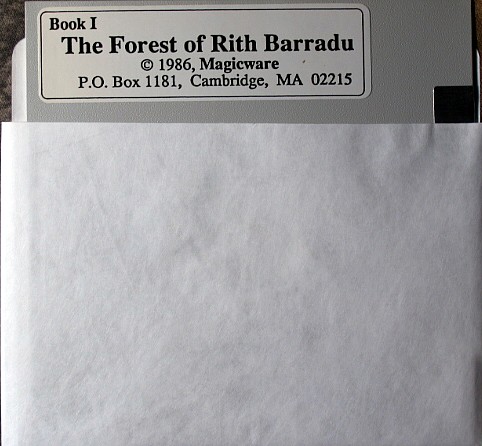 Book I
The Forest of Rith Barradu
© 1986, Magicware
P.O. Box 1181, Cambridge, MA 02215